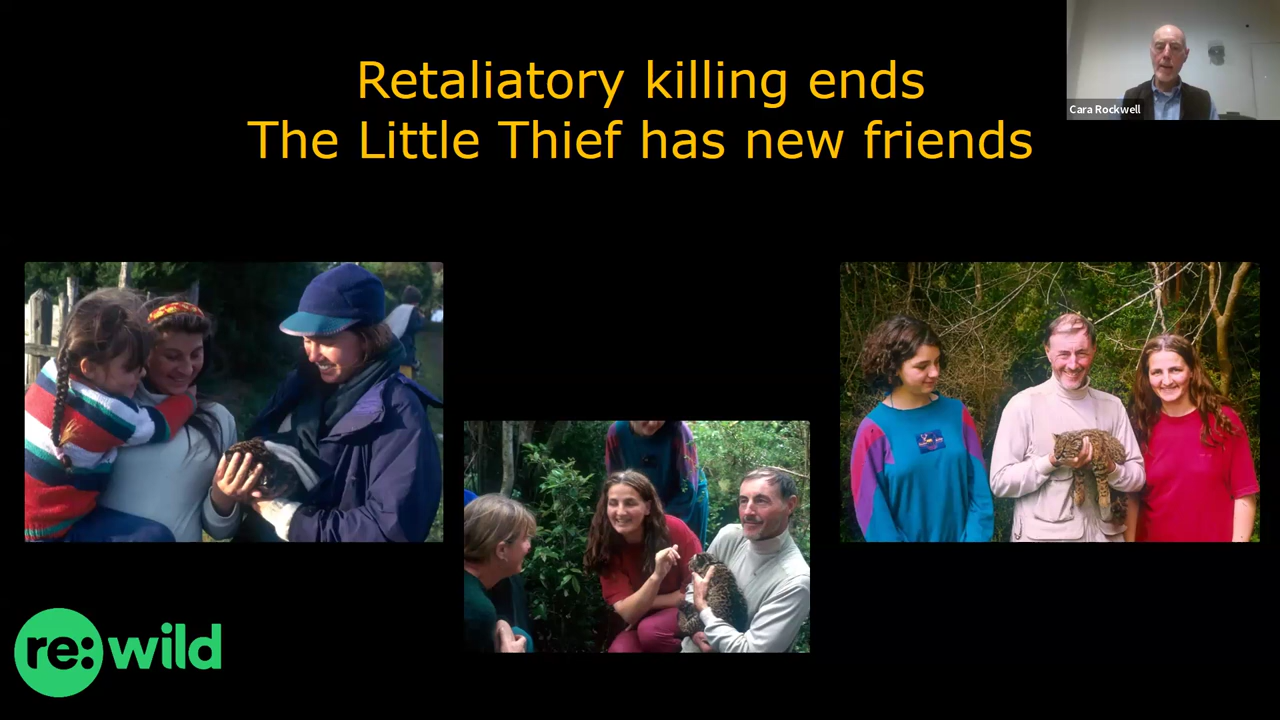 Retaliatory killing ends
The Little Thief has new friends
Cara Rockwell
re:wild